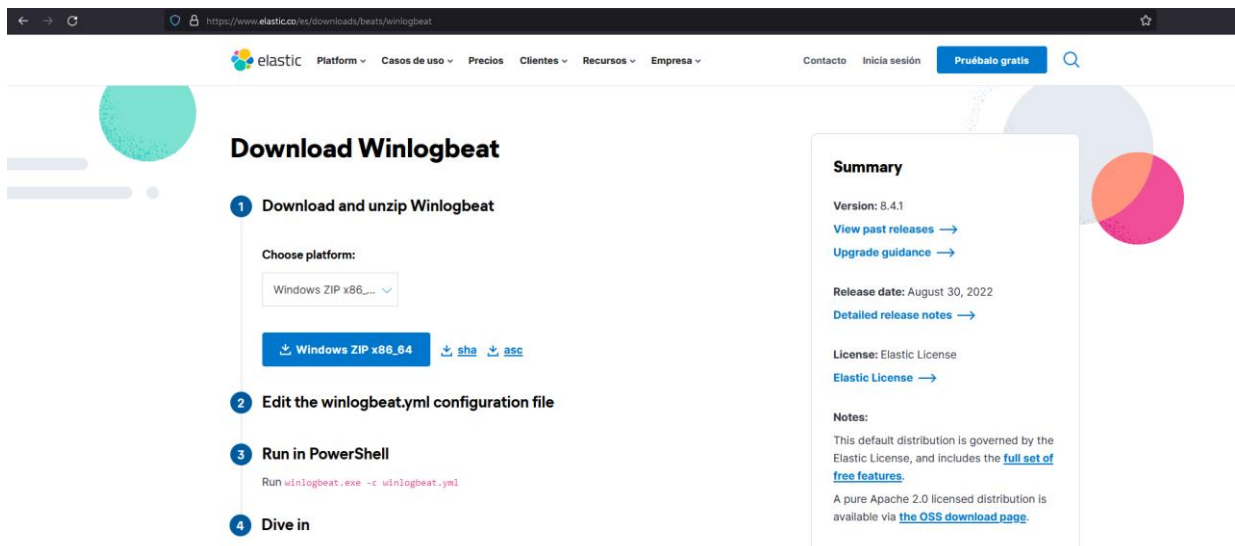 https://www.elastic.co/es/downloads/beats/winlogbeat
elastic Platform Casos de uso Precios Clientes Recursos Empresa Contacto Inicia sesión Pruébalo gratis
Download Winlogbeat
1 Download and unzip Winlogbeat
Choose platform:
Windows ZIP x86_...
Windows ZIP x86_64 sha asc
2 Edit the winlogbeat.yml configuration file
3 Run in PowerShell
Run winlogbeat.exe -c winlogbeat.yml
4 Dive in
Summary
Version: 8.4.1
View past releases →
Upgrade guidance →
Release date: August 30, 2022
Detailed release notes →
License: Elastic License
Elastic License →
Notes:
This default distribution is governed by the
Elastic License, and includes the full set of
free features.
A pure Apache 2.0 licensed distribution is
available via the OSS download page.